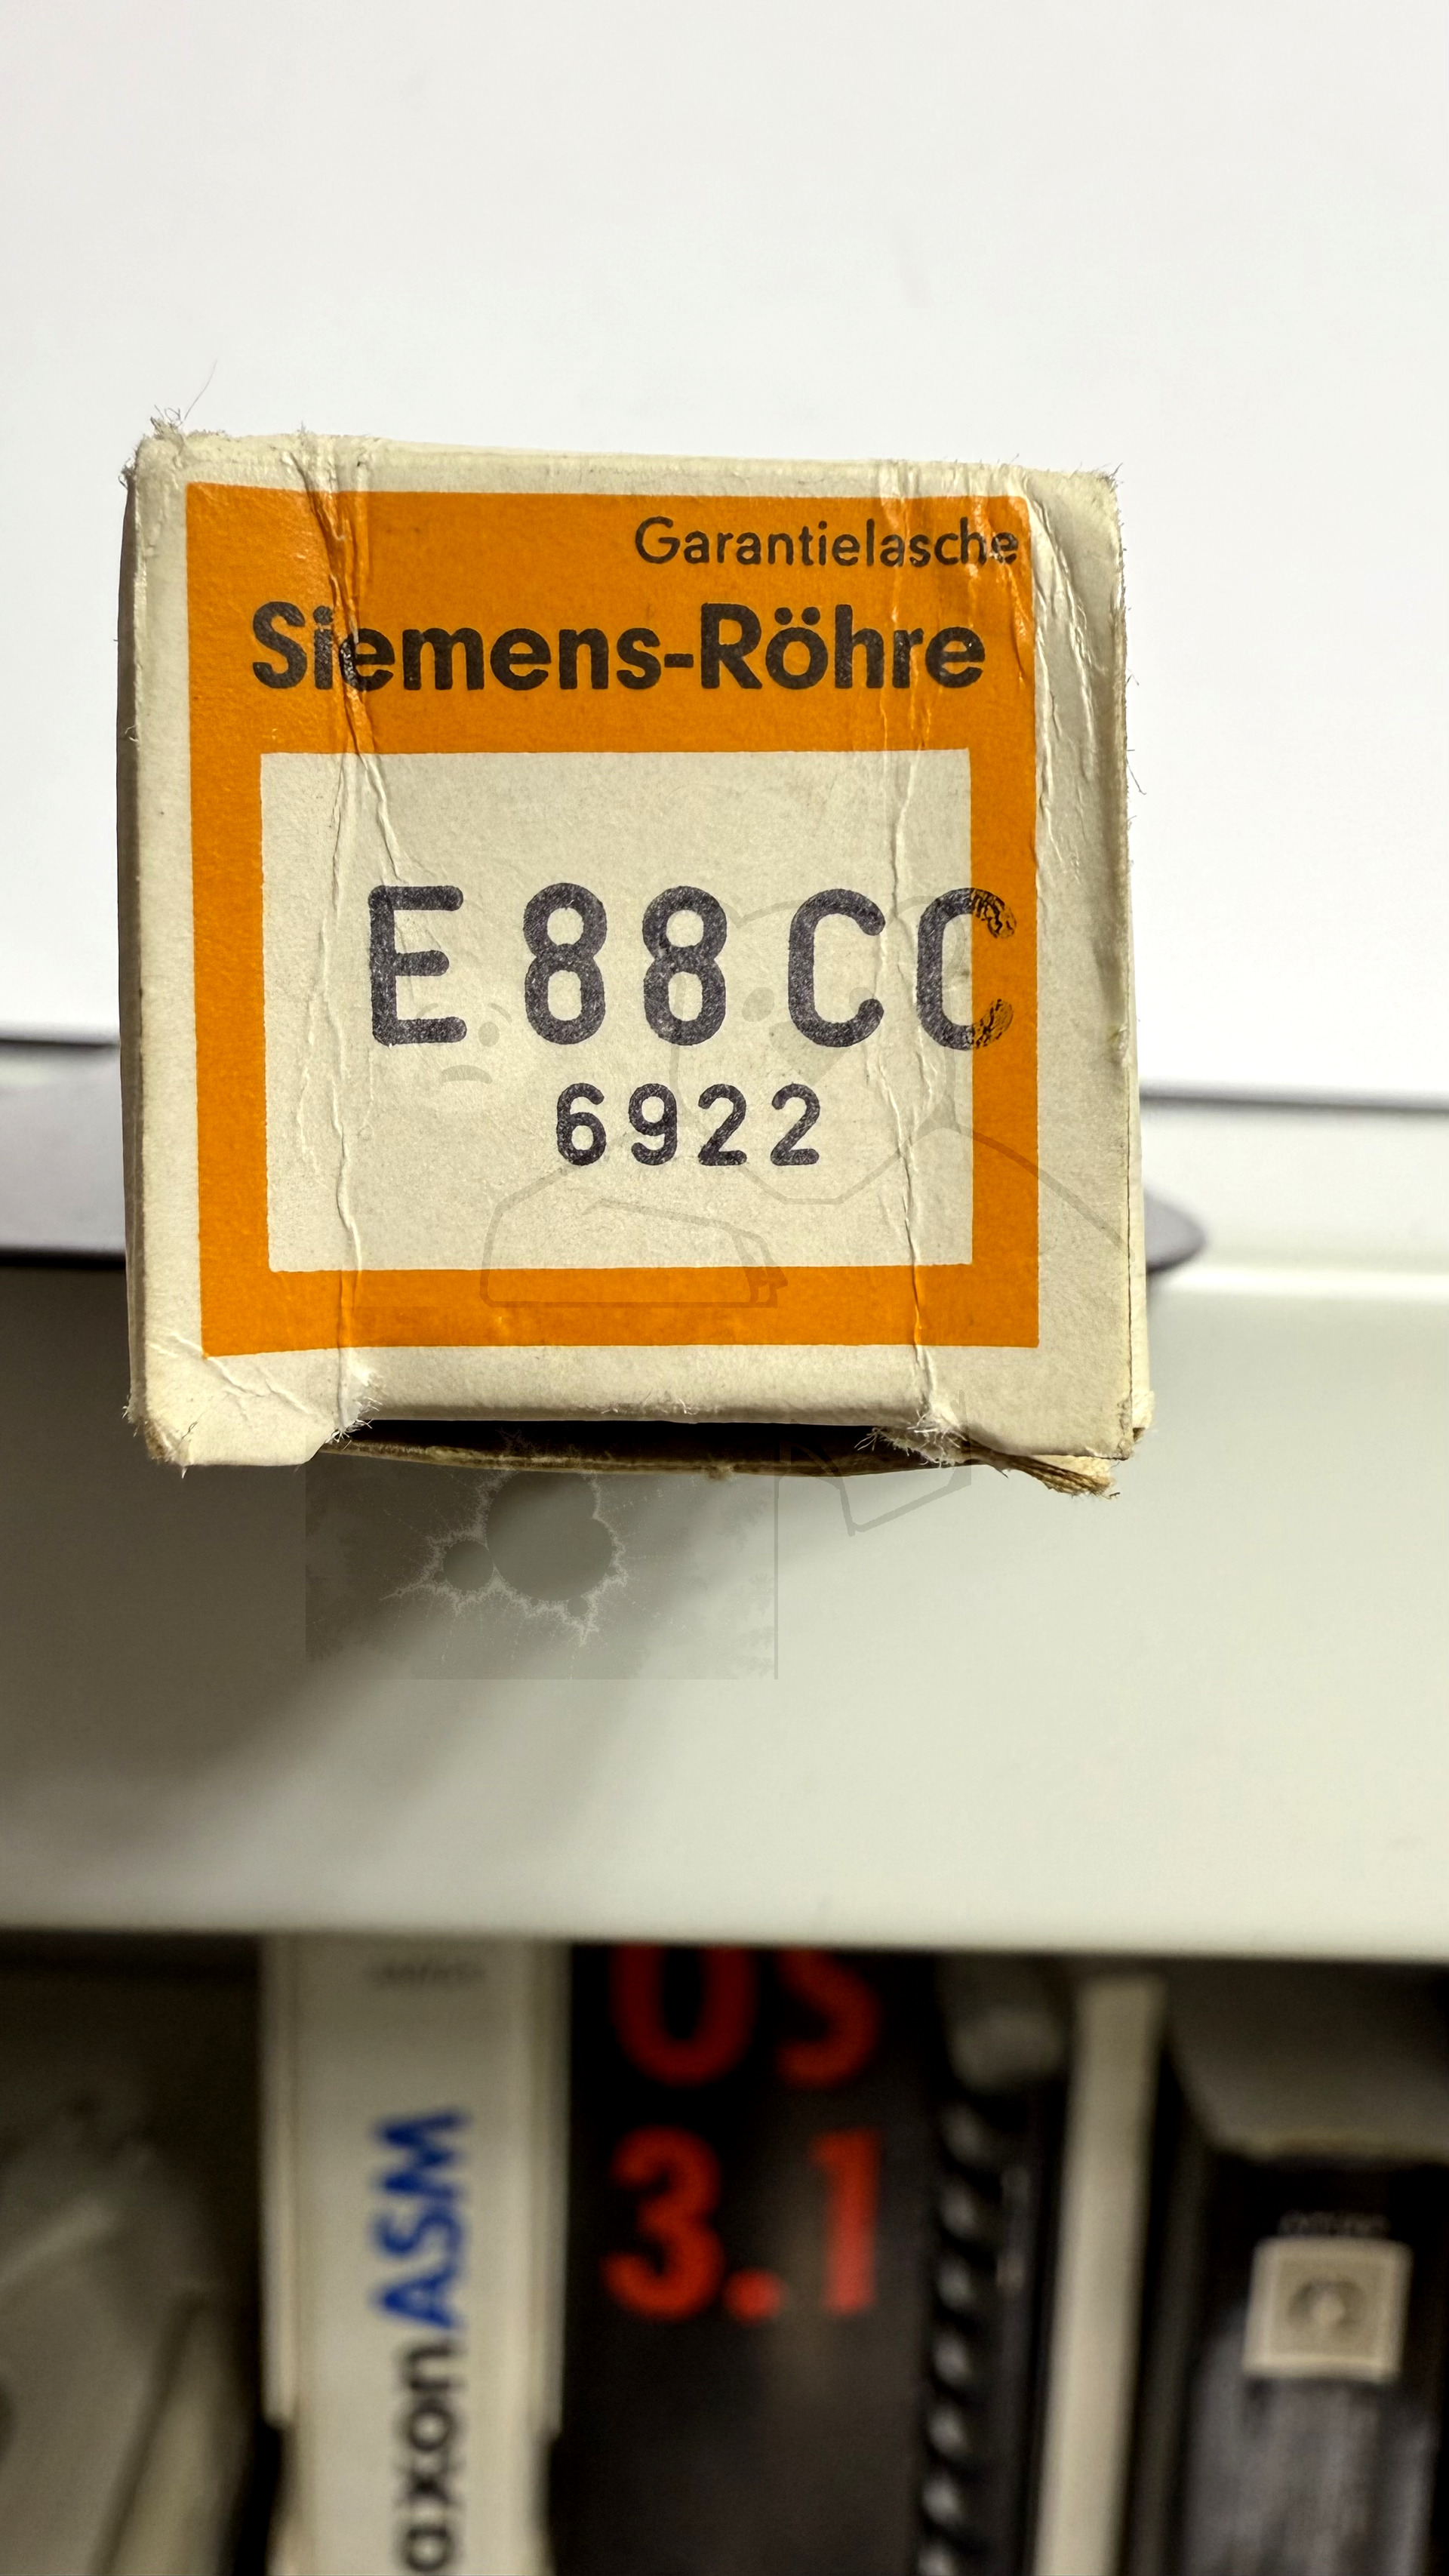 Garantielasche
Siemens-Röhre
E 88 CC
6922
OS
3.1
axonASM